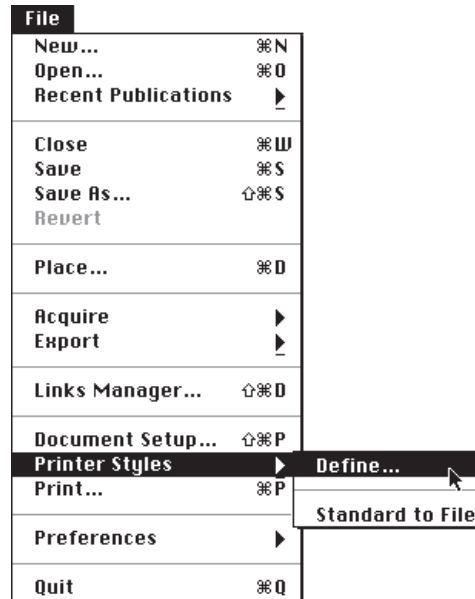 File
New... ⌘N
Open... ⌘O
Recent Publications
Close ⌘W
Save ⌘S
Save As... ⇧⌘S
Revert
Place... ⌘D
Acquire
Export
Links Manager... ⇧⌘D
Document Setup... ⇧⌘P
Printer Styles
Define...
Print... ⌘P
Standard to File
Preferences
Quit ⌘Q